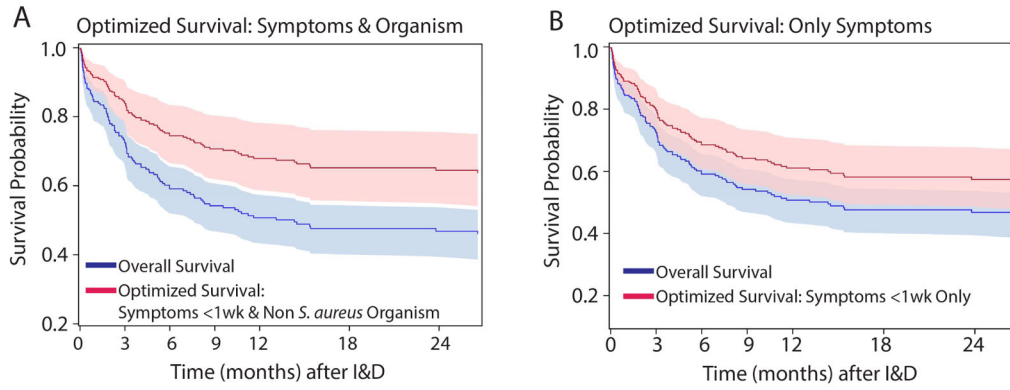 A
Optimized Survival: Symptoms & Organism
1.0
0.8
0.6
0.4
0.2
Survival Probability
Overall Survival
Optimized Survival:
Symptoms <1wk & Non S. aureus Organism
0 3 6 9 12 18 24
Time (months) after I&D
B
Optimized Survival: Only Symptoms
1.0
0.8
0.6
0.4
0.2
Survival Probability
Overall Survival
Optimized Survival: Symptoms <1wk Only
0 3 6 9 12 18 24
Time (months) after I&D